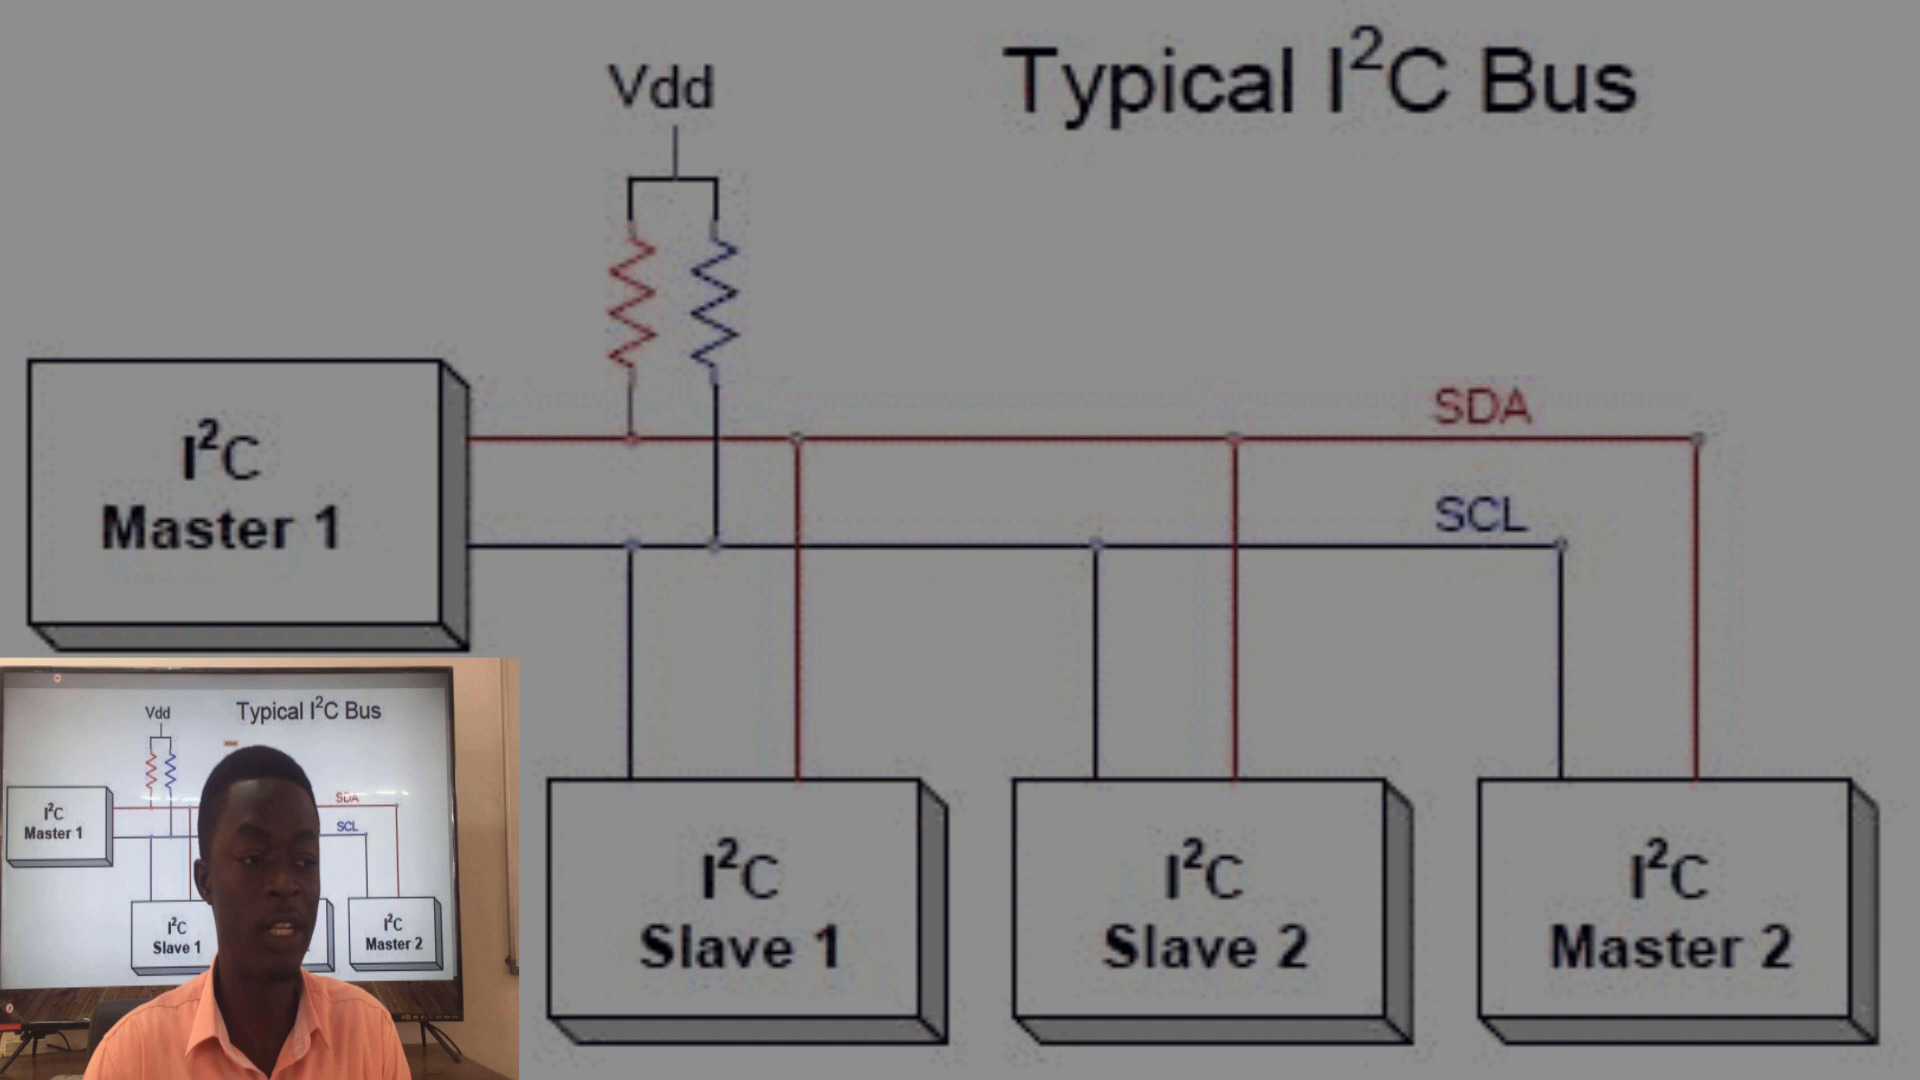 Typical I²C Bus
Vdd
SDA
SCL
I²C
Master 1
I²C
Slave 1
I²C
Slave 2
I²C
Master 2
Typical I²C Bus
Vdd
SDA
SCL
I²C
Master 1
I²C
Slave 1
I²C
Master 2